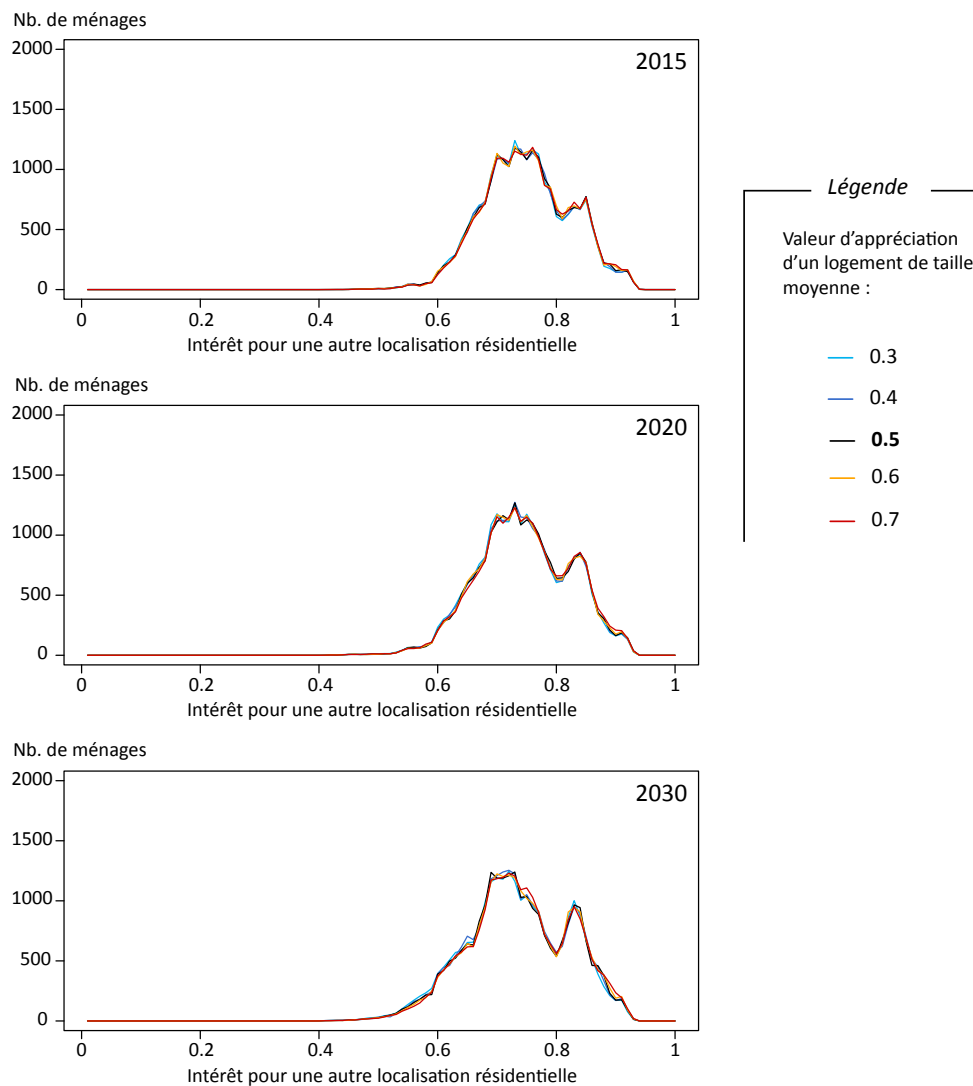 Nb. de ménages
2000
1500
1000
500
0
2015
0 0.2 0.4 0.6 0.8 1
Intérêt pour une autre localisation résidentielle
Nb. de ménages
2000
1500
1000
500
0
2020
0 0.2 0.4 0.6 0.8 1
Intérêt pour une autre localisation résidentielle
Nb. de ménages
2000
1500
1000
500
0
2030
0 0.2 0.4 0.6 0.8 1
Intérêt pour une autre localisation résidentielle
Légende
Valeur d’appréciation
d’un logement de taille
moyenne :
0.3
0.4
0.5
0.6
0.7